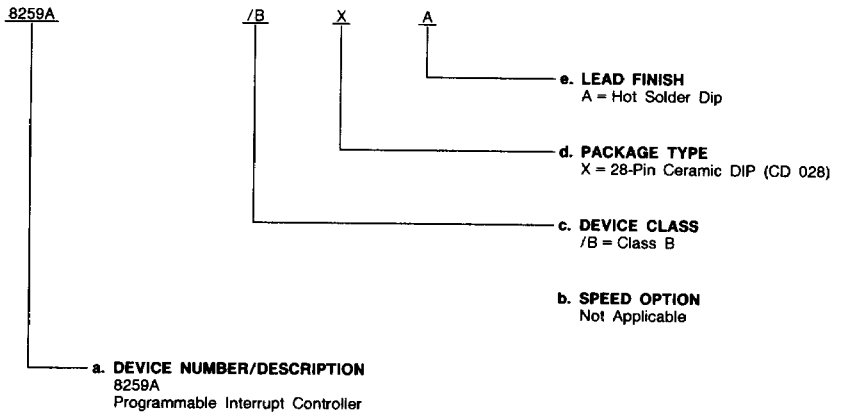 8259A /B X A
e. LEAD FINISH
A = Hot Solder Dip
d. PACKAGE TYPE
X = 28-Pin Ceramic DIP (CD 028)
c. DEVICE CLASS
/B = Class B
b. SPEED OPTION
Not Applicable
a. DEVICE NUMBER/DESCRIPTION
8259A
Programmable Interrupt Controller